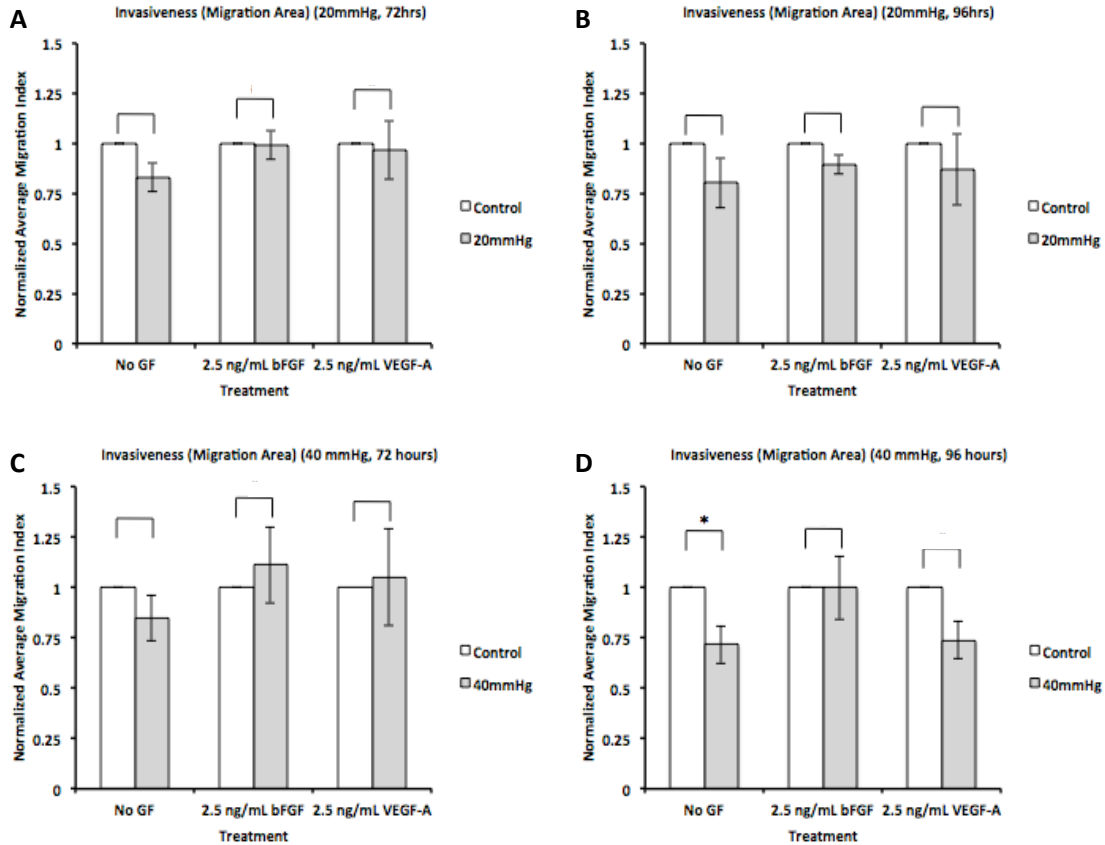 A
Invasiveness (Migration Area) (20mmHg, 72hrs)
Normalized Average Migration Index
1.5
1.25
1
0.75
0.5
0.25
0
No GF
2.5 ng/mL bFGF
2.5 ng/mL VEGF-A
Treatment
Control
20mmHg
B
Invasiveness (Migration Area) (20mmHg, 96hrs)
Normalized Average Migration Index
1.5
1.25
1
0.75
0.5
0.25
0
No GF
2.5 ng/mL bFGF
2.5 ng/mL VEGF-A
Treatment
Control
20mmHg
C
Invasiveness (Migration Area) (40 mmHg, 72 hours)
Normalized Average Migration Index
1.5
1.25
1
0.75
0.5
0.25
0
No GF
2.5 ng/mL bFGF
2.5 ng/mL VEGF-A
Treatment
Control
40mmHg
D
Invasiveness (Migration Area) (40 mmHg, 96 hours)
Normalized Average Migration Index
1.5
1.25
1
0.75
0.5
0.25
0
*
No GF
2.5 ng/mL bFGF
2.5 ng/mL VEGF-A
Treatment
Control
40mmHg